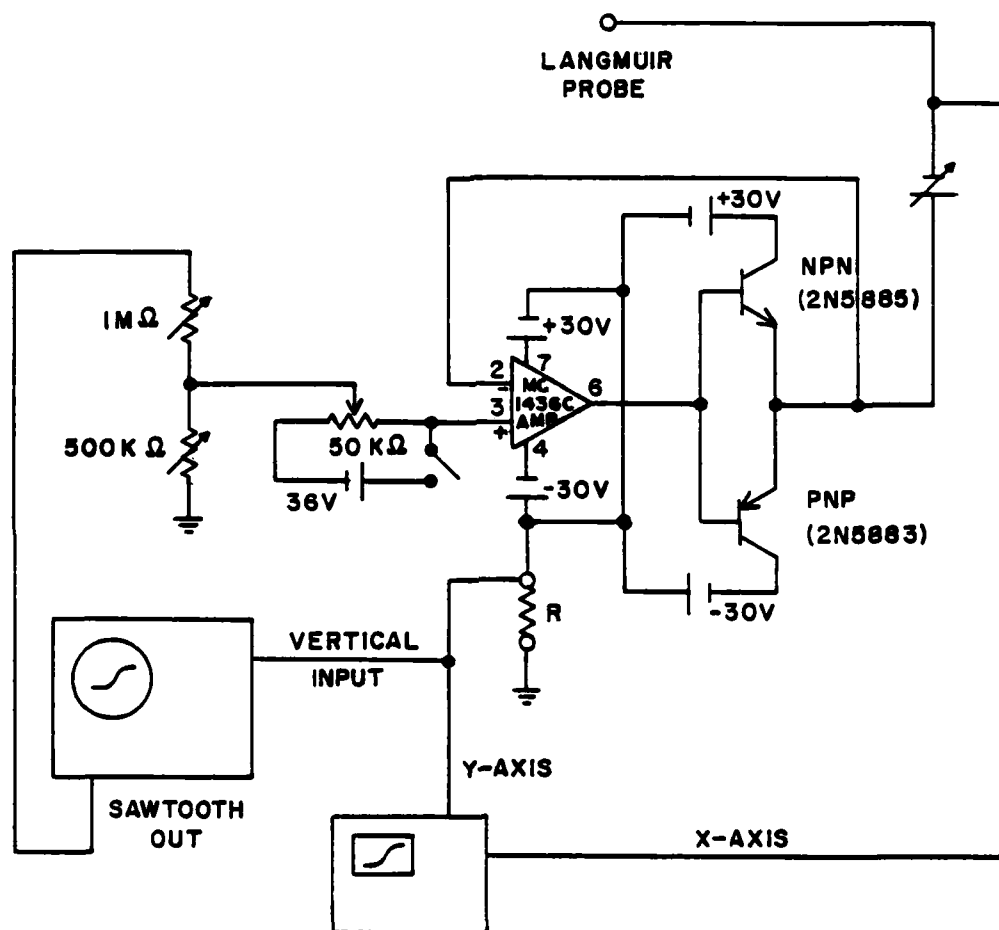 LANGMUIR
PROBE
+30V
NPN
(2N5885)
1MΩ
+30V
7
2
-
MC
1436C
AMP
6
3
+
4
500KΩ
50KΩ
36V
-30V
PNP
(2N5883)
-30V
R
VERTICAL
INPUT
Y-AXIS
SAWTOOTH
OUT
X-AXIS